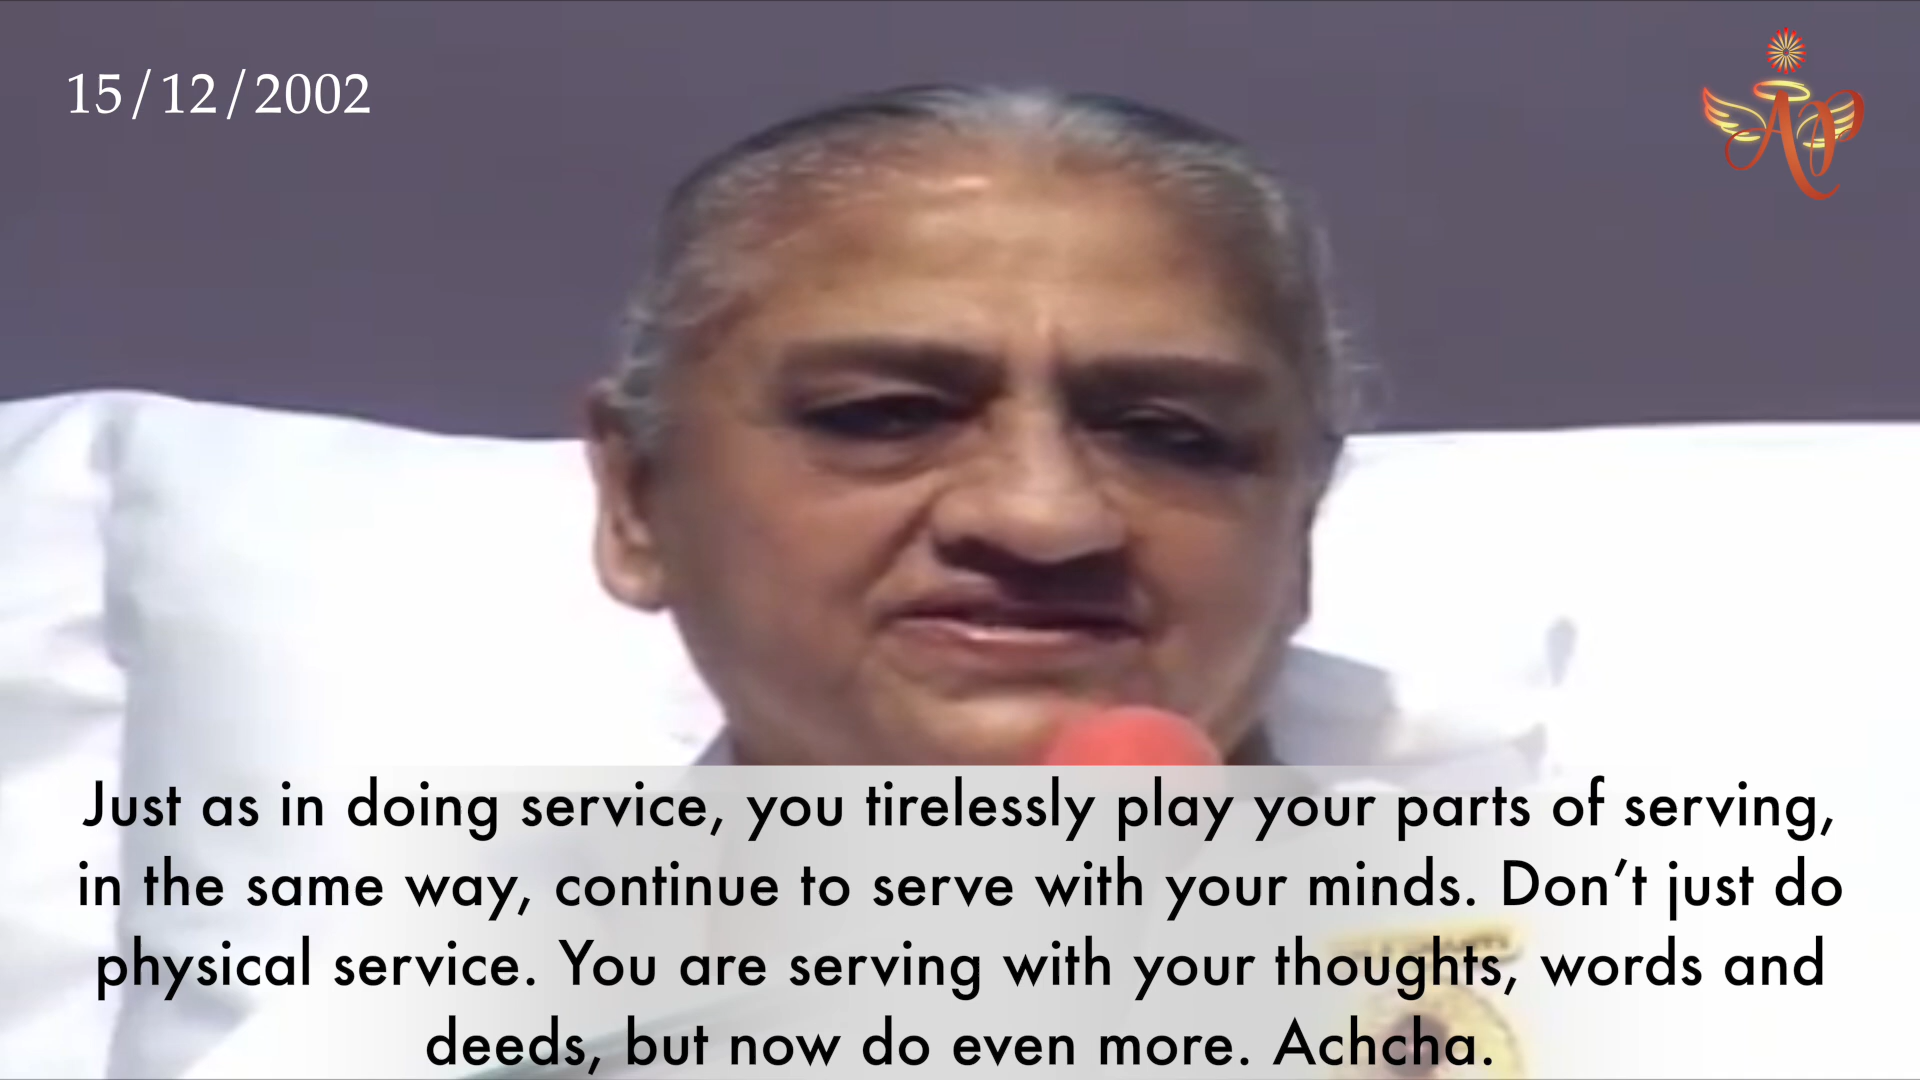 15/12/2002
AP
Just as in doing service, you tirelessly play your parts of serving,
in the same way, continue to serve with your minds. Don’t just do
physical service. You are serving with your thoughts, words and
deeds, but now do even more. Achcha.